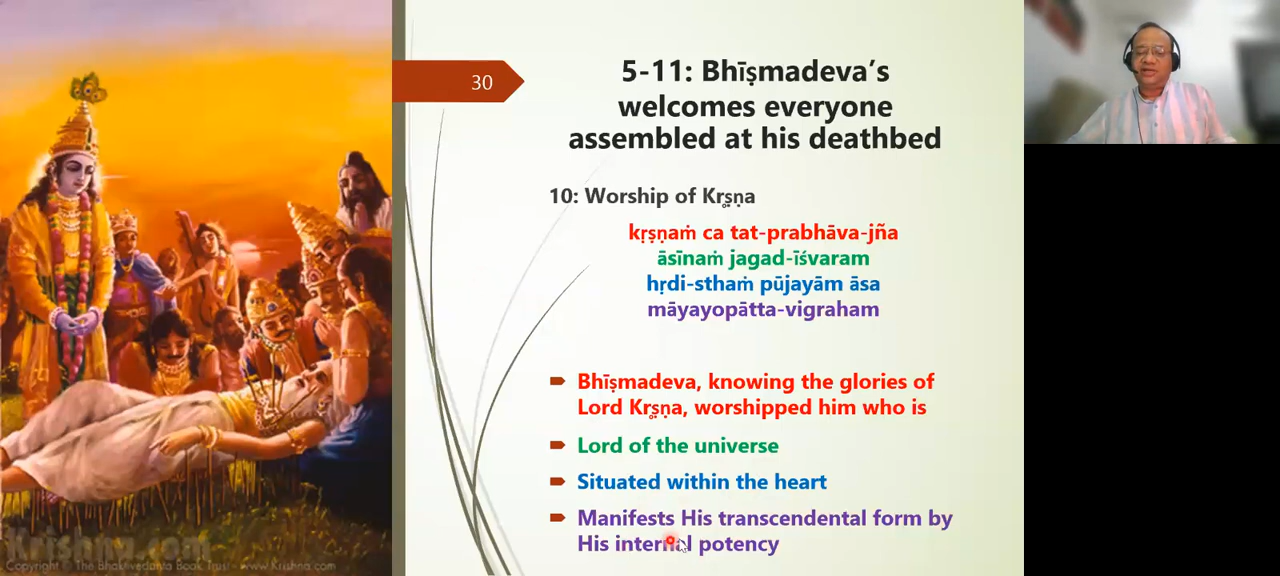 30
5-11: Bhīṣmadeva’s
welcomes everyone
assembled at his deathbed
10: Worship of Kṛṣṇa
kṛṣṇaṁ ca tat-prabhāva-jña
āsīnaṁ jagad-īśvaram
hṛdi-sthaṁ pūjayām āsa
māyayopātta-vigraham
Bhīṣmadeva, knowing the glories of
Lord Kṛṣṇa, worshipped him who is
Lord of the universe
Situated within the heart
Manifests His transcendental form by
His internal potency
Krishna.com
Copyright © The Bhaktivedanta Book Trust - www.Krishna.com